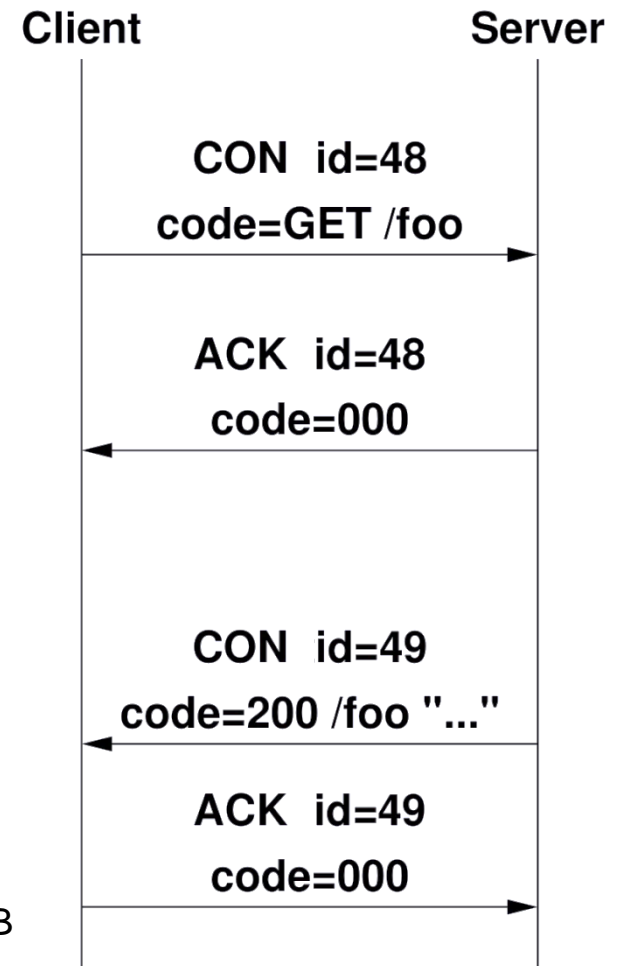 Client Server
CON id=48
code=GET /foo
ACK id=48
code=000
CON id=49
code=200 /foo "..."
ACK id=49
code=000